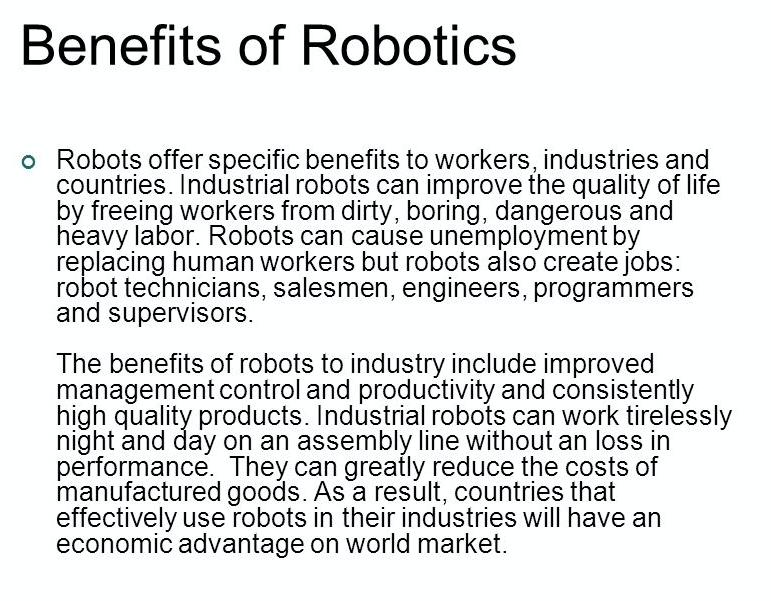 Benefits of Robotics
Robots offer specific benefits to workers, industries and
countries. Industrial robots can improve the quality of life
by freeing workers from dirty, boring, dangerous and
heavy labor. Robots can cause unemployment by
replacing human workers but robots also create jobs:
robot technicians, salesmen, engineers, programmers
and supervisors.
The benefits of robots to industry include improved
management control and productivity and consistently
high quality products. Industrial robots can work tirelessly
night and day on an assembly line without an loss in
performance.  They can greatly reduce the costs of
manufactured goods. As a result, countries that
effectively use robots in their industries will have an
economic advantage on world market.